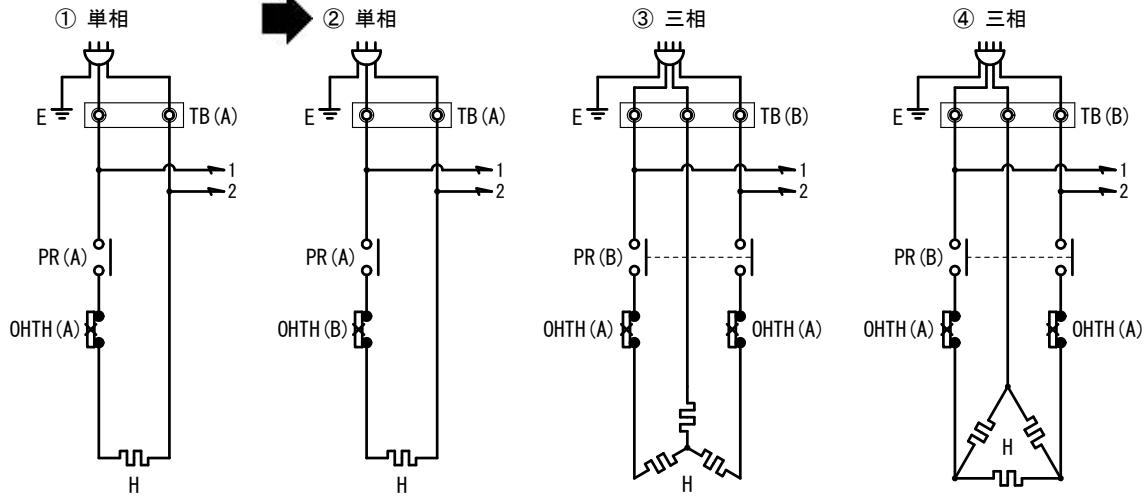 ① 単相
② 単相
③ 三相
④ 三相
E
TB(A)
E
TB(A)
E
TB(B)
E
TB(B)
1
2
1
2
1
2
1
2
PR(A)
PR(A)
PR(B)
PR(B)
OHTH(A)
OHTH(B)
OHTH(A)
OHTH(A)
OHTH(A)
OHTH(A)
H
H
H
H